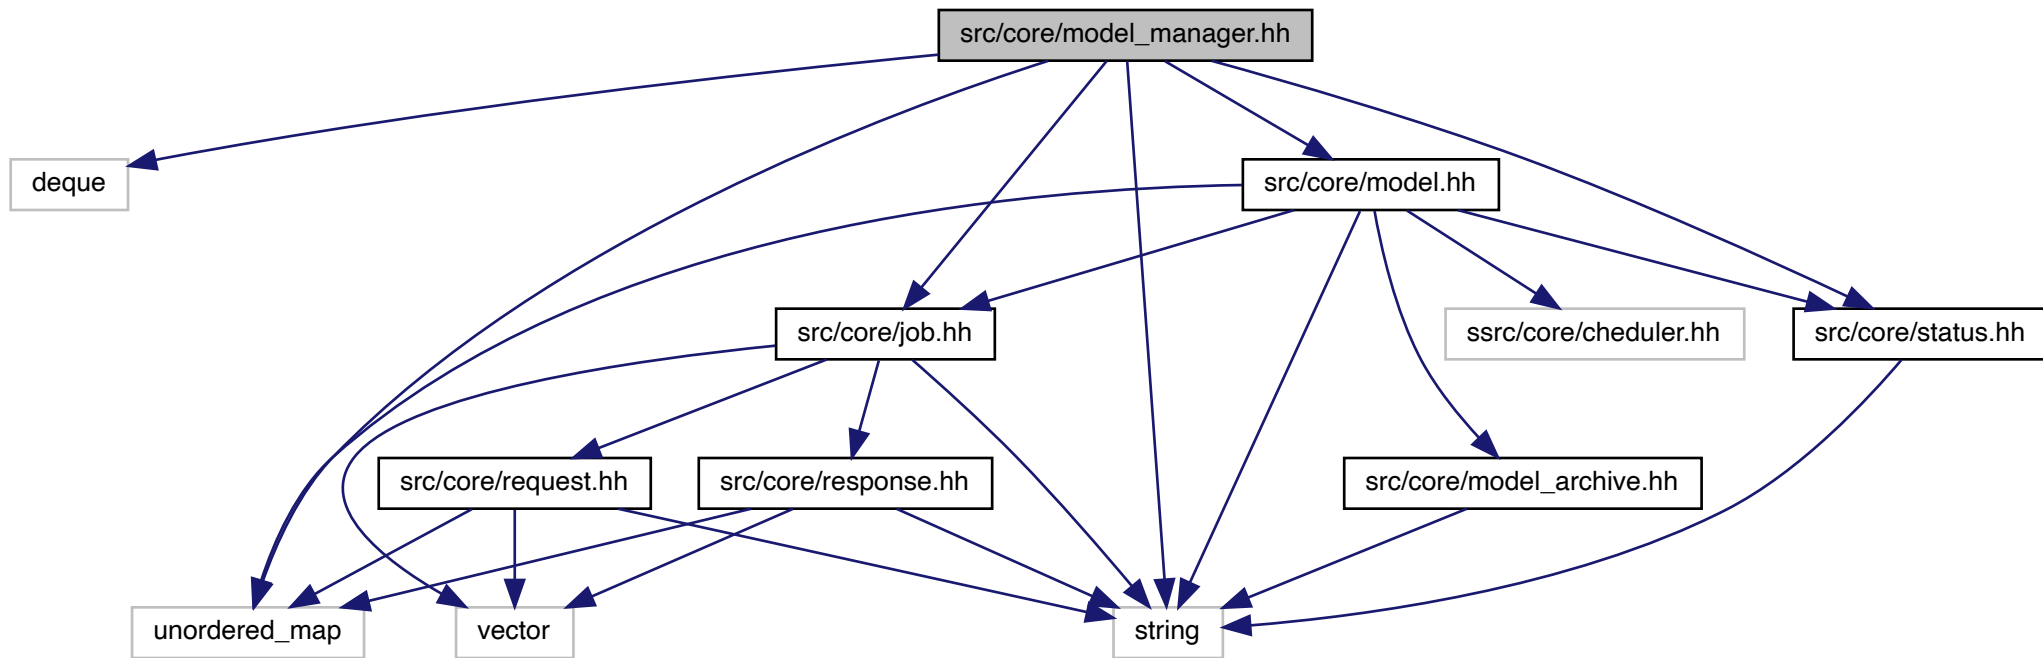 src/core/model_manager.hh
deque
src/core/model.hh
src/core/job.hh
ssrc/core/cheduler.hh
src/core/status.hh
src/core/request.hh
src/core/response.hh
src/core/model_archive.hh
unordered_map
vector
string